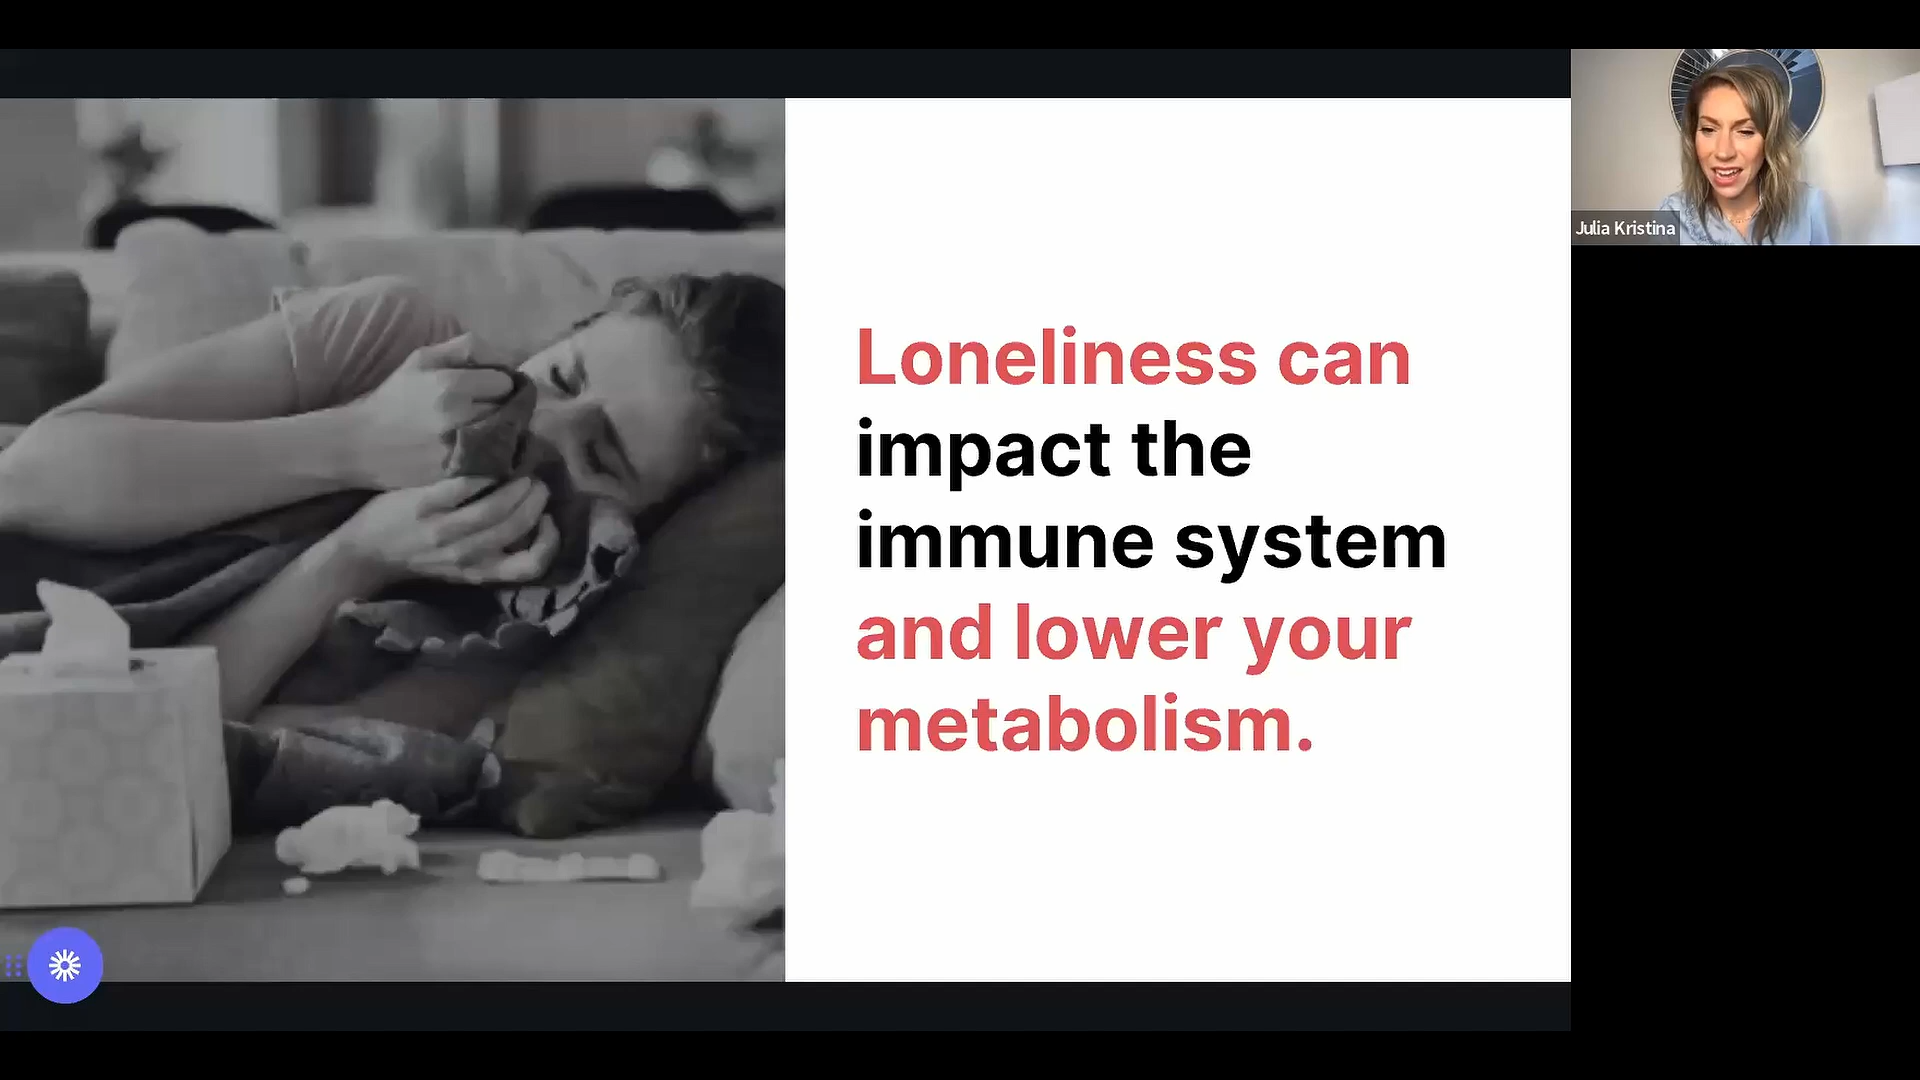 Loneliness can
impact the
immune system
and lower your
metabolism.
Julia Kristina